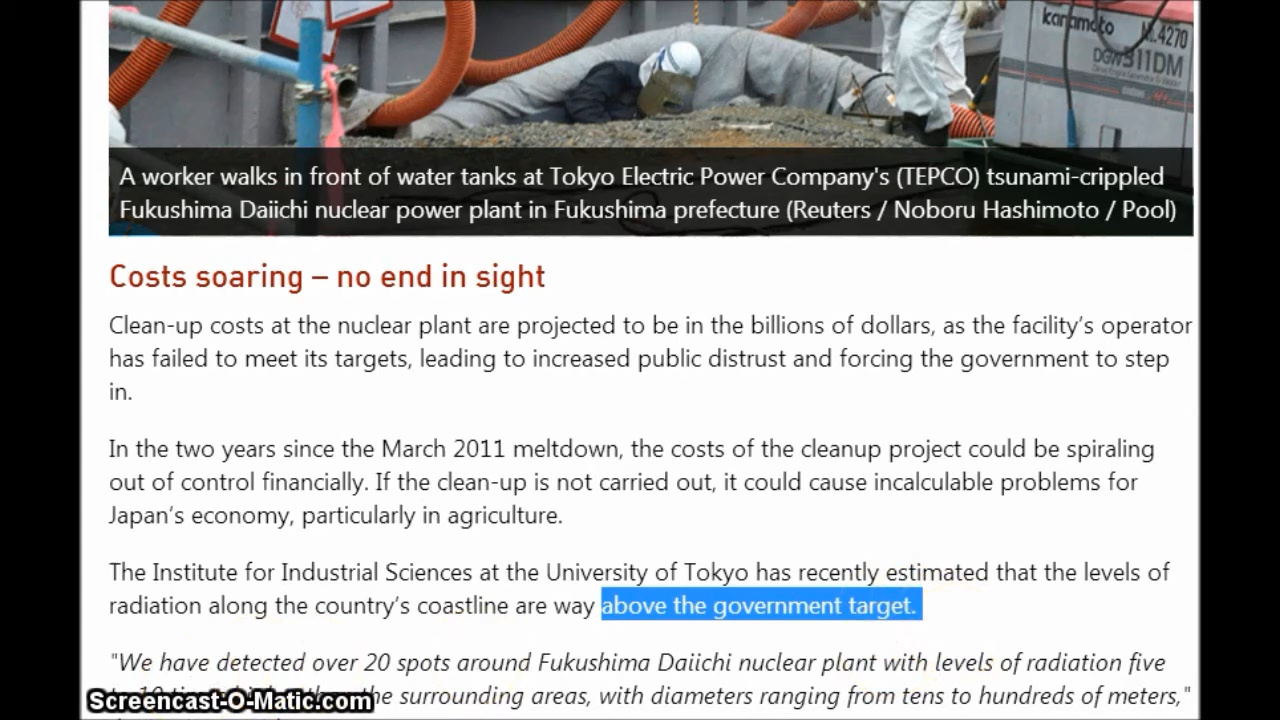 kanamoto
ML4270
DGW311DM
A worker walks in front of water tanks at Tokyo Electric Power Company's (TEPCO) tsunami-crippled
Fukushima Daiichi nuclear power plant in Fukushima prefecture (Reuters / Noboru Hashimoto / Pool)
Costs soaring – no end in sight
Clean-up costs at the nuclear plant are projected to be in the billions of dollars, as the facility's operator
has failed to meet its targets, leading to increased public distrust and forcing the government to step
in.
In the two years since the March 2011 meltdown, the costs of the cleanup project could be spiraling
out of control financially. If the clean-up is not carried out, it could cause incalculable problems for
Japan's economy, particularly in agriculture.
The Institute for Industrial Sciences at the University of Tokyo has recently estimated that the levels of
radiation along the country's coastline are way above the government target.
"We have detected over 20 spots around Fukushima Daiichi nuclear plant with levels of radiation five
the surrounding areas, with diameters ranging from tens to hundreds of meters,"
Screencast-O-Matic.com